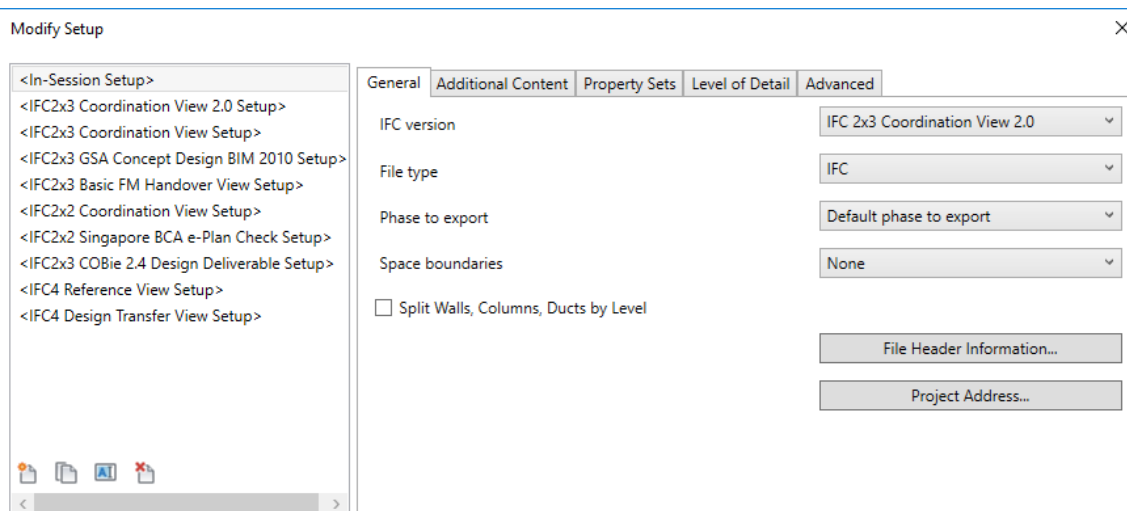 Modify Setup
<In-Session Setup>
<IFC2x3 Coordination View 2.0 Setup>
<IFC2x3 Coordination View Setup>
<IFC2x3 GSA Concept Design BIM 2010 Setup>
<IFC2x3 Basic FM Handover View Setup>
<IFC2x2 Coordination View Setup>
<IFC2x2 Singapore BCA e-Plan Check Setup>
<IFC2x3 COBie 2.4 Design Deliverable Setup>
<IFC4 Reference View Setup>
<IFC4 Design Transfer View Setup>
General Additional Content Property Sets Level of Detail Advanced
IFC version IFC 2x3 Coordination View 2.0
File type IFC
Phase to export Default phase to export
Space boundaries None
Split Walls, Columns, Ducts by Level
File Header Information...
Project Address...